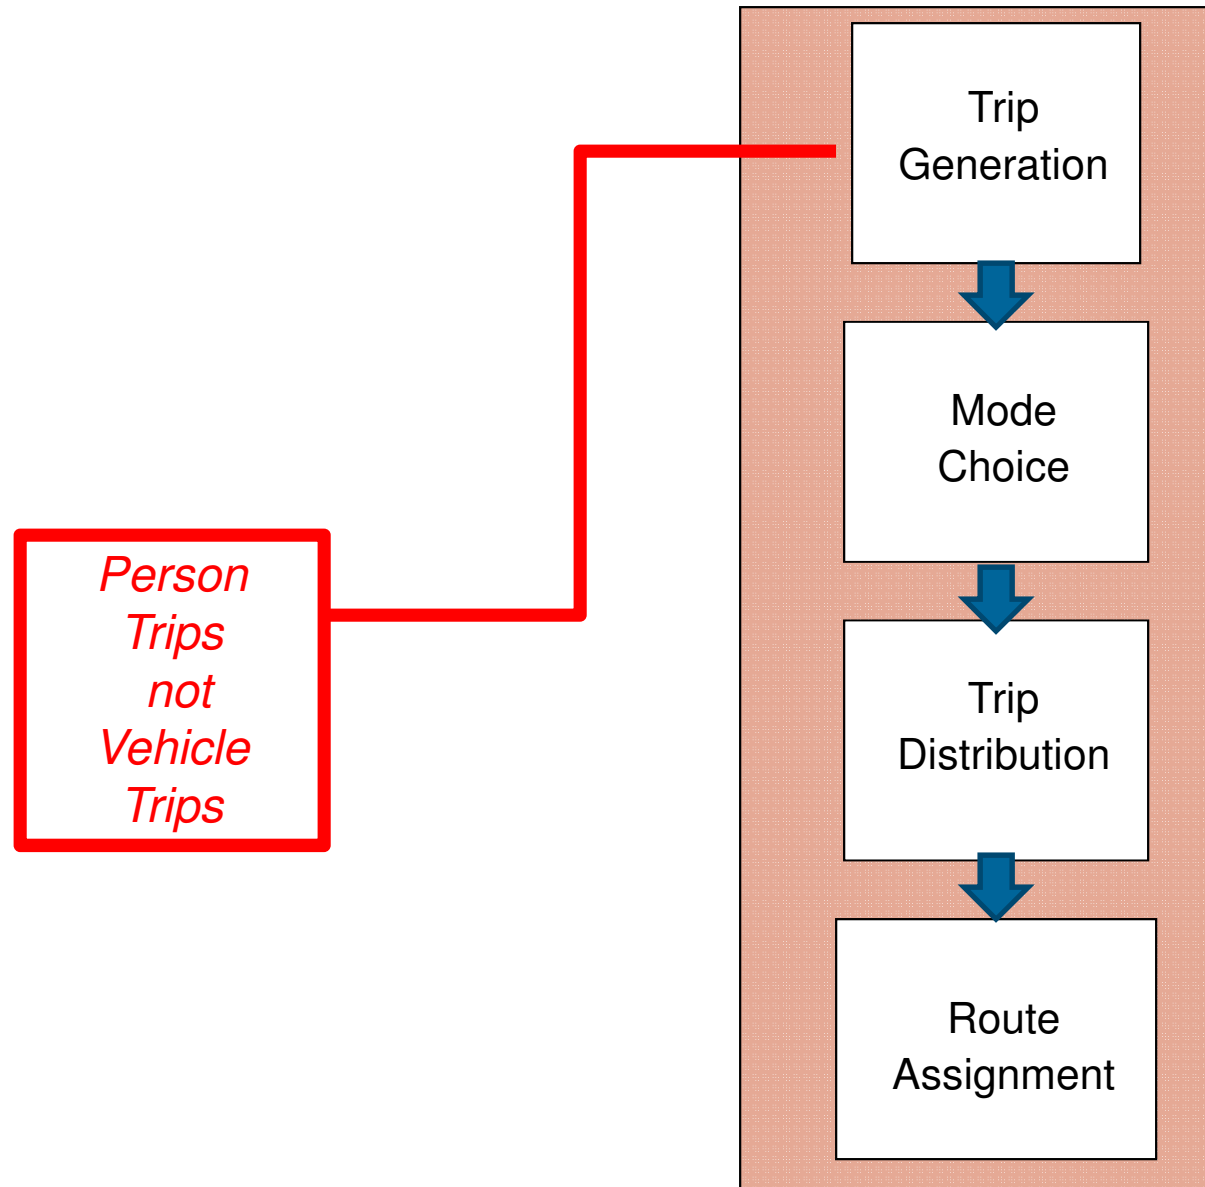 Trip
Generation
Mode
Choice
Person
Trips
not
Vehicle
Trips
Trip
Distribution
Route
Assignment